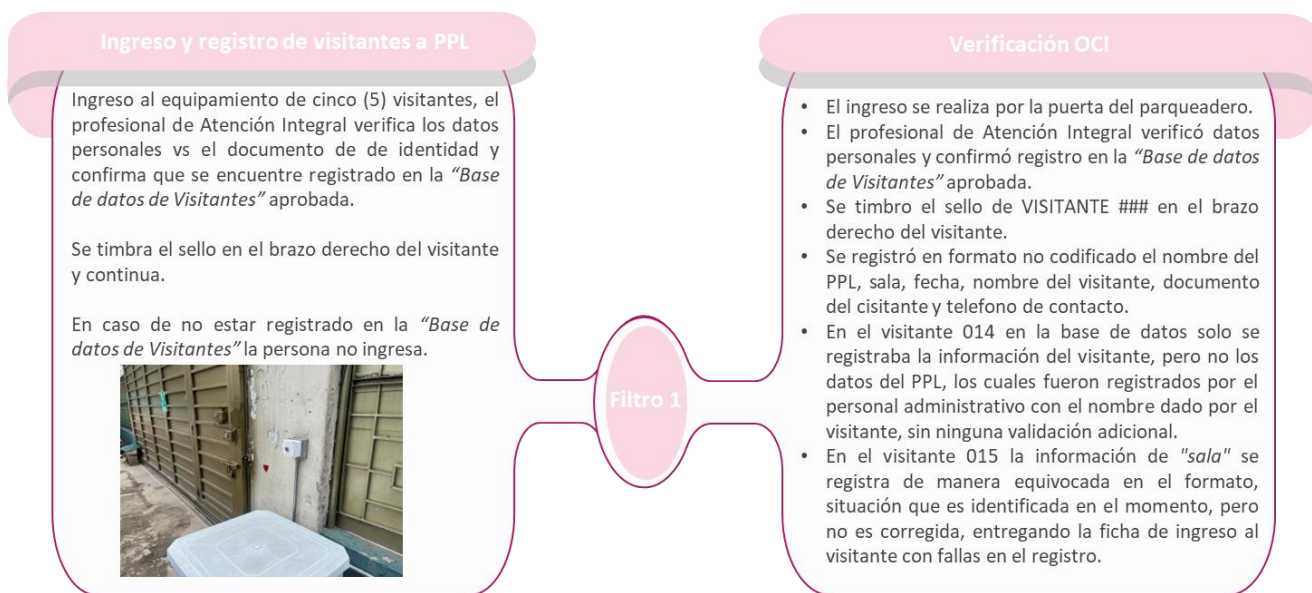 Ingreso y registro de visitantes a PPL
Ingreso al equipamiento de cinco (5) visitantes, el
profesional de Atención Integral verifica los datos
personales vs el documento de de identidad y
confirma que se encuentre registrado en la “Base
de datos de Visitantes” aprobada.
Se timbra el sello en el brazo derecho del visitante
y continua.
En caso de no estar registrado en la “Base de
datos de Visitantes” la persona no ingresa.
Filtro 1
Verificación OCI
• El ingreso se realiza por la puerta del parqueadero.
• El profesional de Atención Integral verificó datos
personales y confirmó registro en la “Base de datos
de Visitantes” aprobada.
• Se timbro el sello de VISITANTE ### en el brazo
derecho del visitante.
• Se registró en formato no codificado el nombre del
PPL, sala, fecha, nombre del visitante, documento
del cisitante y telefono de contacto.
• En el visitante 014 en la base de datos solo se
registraba la información del visitante, pero no los
datos del PPL, los cuales fueron registrados por el
personal administrativo con el nombre dado por el
visitante, sin ninguna validación adicional.
• En el visitante 015 la información de "sala" se
registra de manera equivocada en el formato,
situación que es identificada en el momento, pero
no es corregida, entregando la ficha de ingreso al
visitante con fallas en el registro.